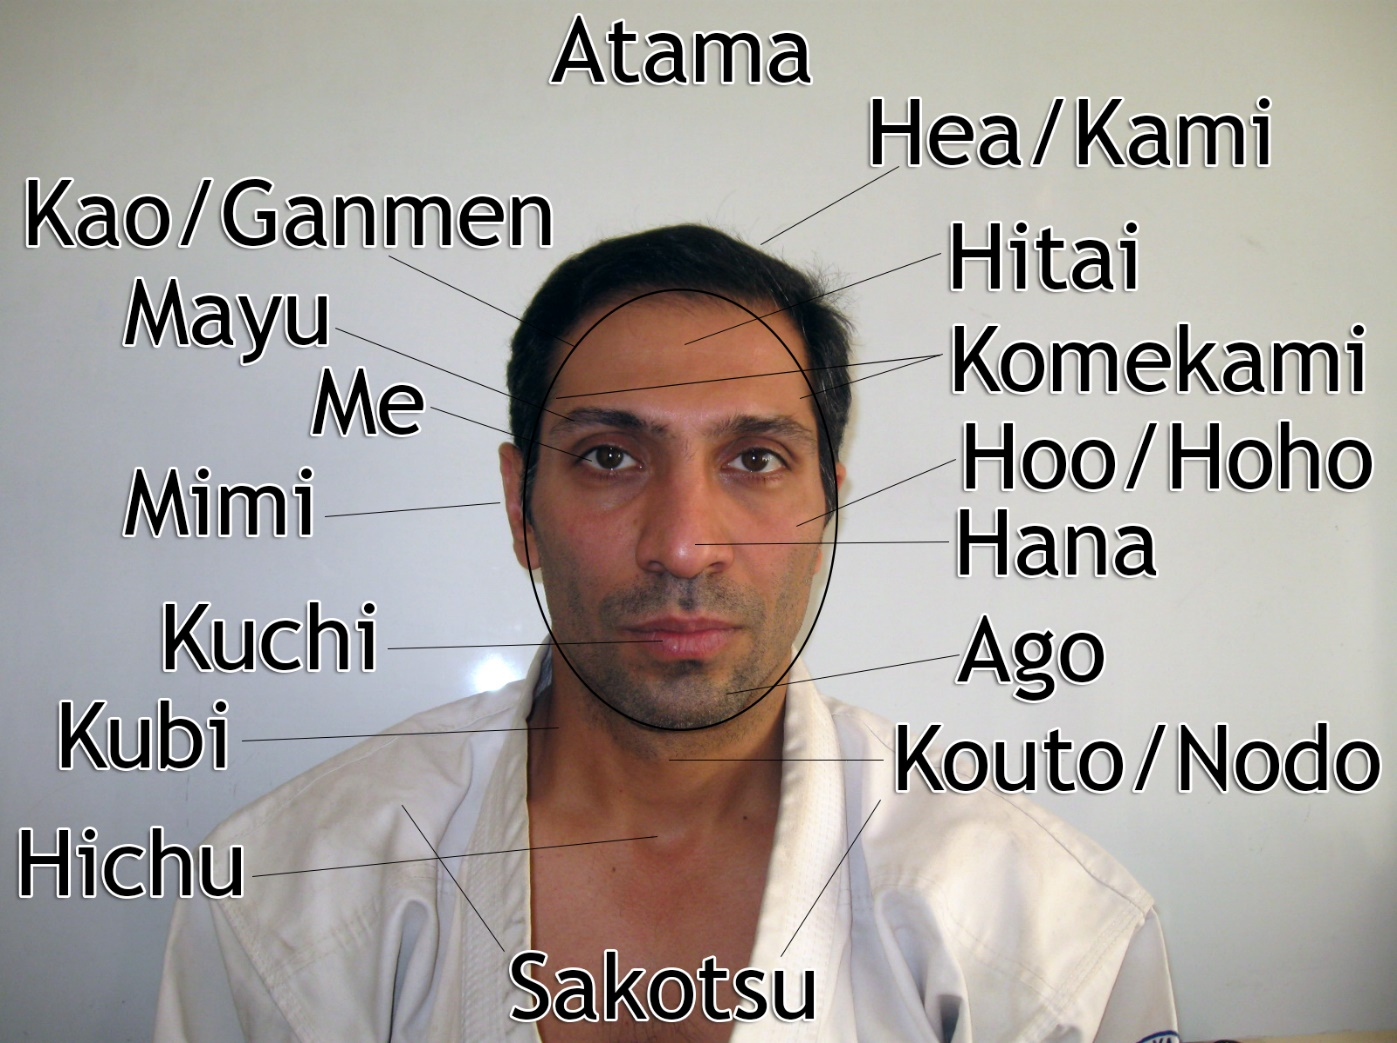 Atama
Hea/Kami
Kao/Ganmen
Hitai
Mayu
Komekami
Me
Hoo/Hoho
Mimi
Hana
Kuchi
Ago
Kubi
Kouto/Nodo
Hichu
Sakotsu